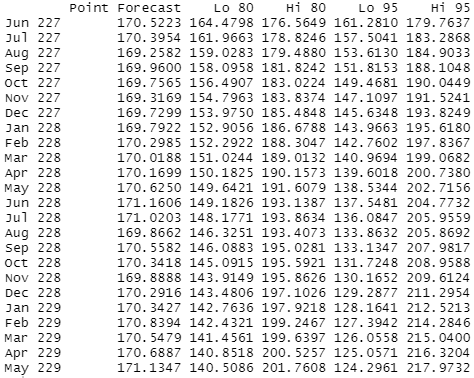 Point Forecast Lo 80 Hi 80 Lo 95 Hi 95
Jun 227 170.5223 164.4798 176.5649 161.2810 179.7637
Jul 227 170.3954 161.9663 178.8246 157.5041 183.2868
Aug 227 169.2582 159.0283 179.4880 153.6130 184.9033
Sep 227 169.9600 158.0958 181.8242 151.8153 188.1048
Oct 227 169.7565 156.4907 183.0224 149.4681 190.0449
Nov 227 169.3169 154.7963 183.8374 147.1097 191.5241
Dec 227 169.7299 153.9750 185.4848 145.6348 193.8249
Jan 228 169.7922 152.9056 186.6788 143.9663 195.6180
Feb 228 170.2985 152.2922 188.3047 142.7602 197.8367
Mar 228 170.0188 151.0244 189.0132 140.9694 199.0682
Apr 228 170.1699 150.1825 190.1573 139.6018 200.7380
May 228 170.6250 149.6421 191.6079 138.5344 202.7156
Jun 228 171.1606 149.1826 193.1387 137.5481 204.7732
Jul 228 171.0203 148.1771 193.8634 136.0847 205.9559
Aug 228 169.8662 146.3251 193.4073 133.8632 205.8692
Sep 228 170.5582 146.0883 195.0281 133.1347 207.9817
Oct 228 170.3418 145.0915 195.5921 131.7248 208.9588
Nov 228 169.8888 143.9149 195.8626 130.1652 209.6124
Dec 228 170.2916 143.4806 197.1026 129.2877 211.2954
Jan 229 170.3427 142.7636 197.9218 128.1641 212.5213
Feb 229 170.8394 142.4321 199.2467 127.3942 214.2846
Mar 229 170.5479 141.4561 199.6397 126.0558 215.0400
Apr 229 170.6887 140.8518 200.5257 125.0571 216.3204
May 229 171.1347 140.5086 201.7608 124.2961 217.9732